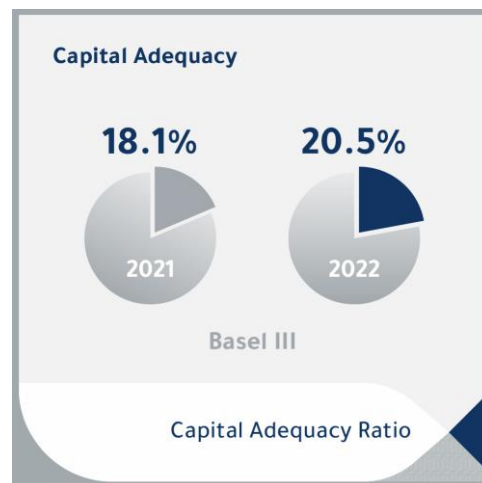 Capital Adequacy
18.1% 20.5%
2021 2022
Basel III
Capital Adequacy Ratio